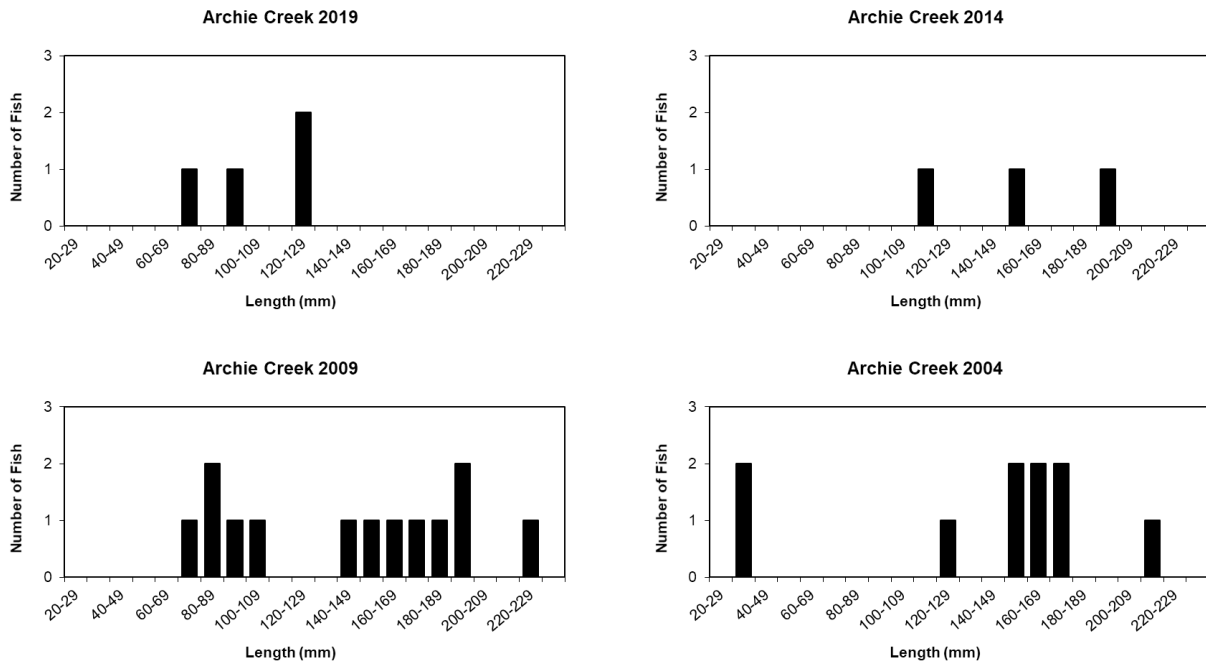 Archie Creek 2019
Number of Fish
3
2
1
0
20-29 40-49 60-69 80-89 100-109 120-129 140-149 160-169 180-189 200-209 220-229
Length (mm)
Archie Creek 2014
Number of Fish
3
2
1
0
20-29 40-49 60-69 80-89 100-109 120-129 140-149 160-169 180-189 200-209 220-229
Length (mm)
Archie Creek 2009
Number of Fish
3
2
1
0
20-29 40-49 60-69 80-89 100-109 120-129 140-149 160-169 180-189 200-209 220-229
Length (mm)
Archie Creek 2004
Number of Fish
3
2
1
0
20-29 40-49 60-69 80-89 100-109 120-129 140-149 160-169 180-189 200-209 220-229
Length (mm)